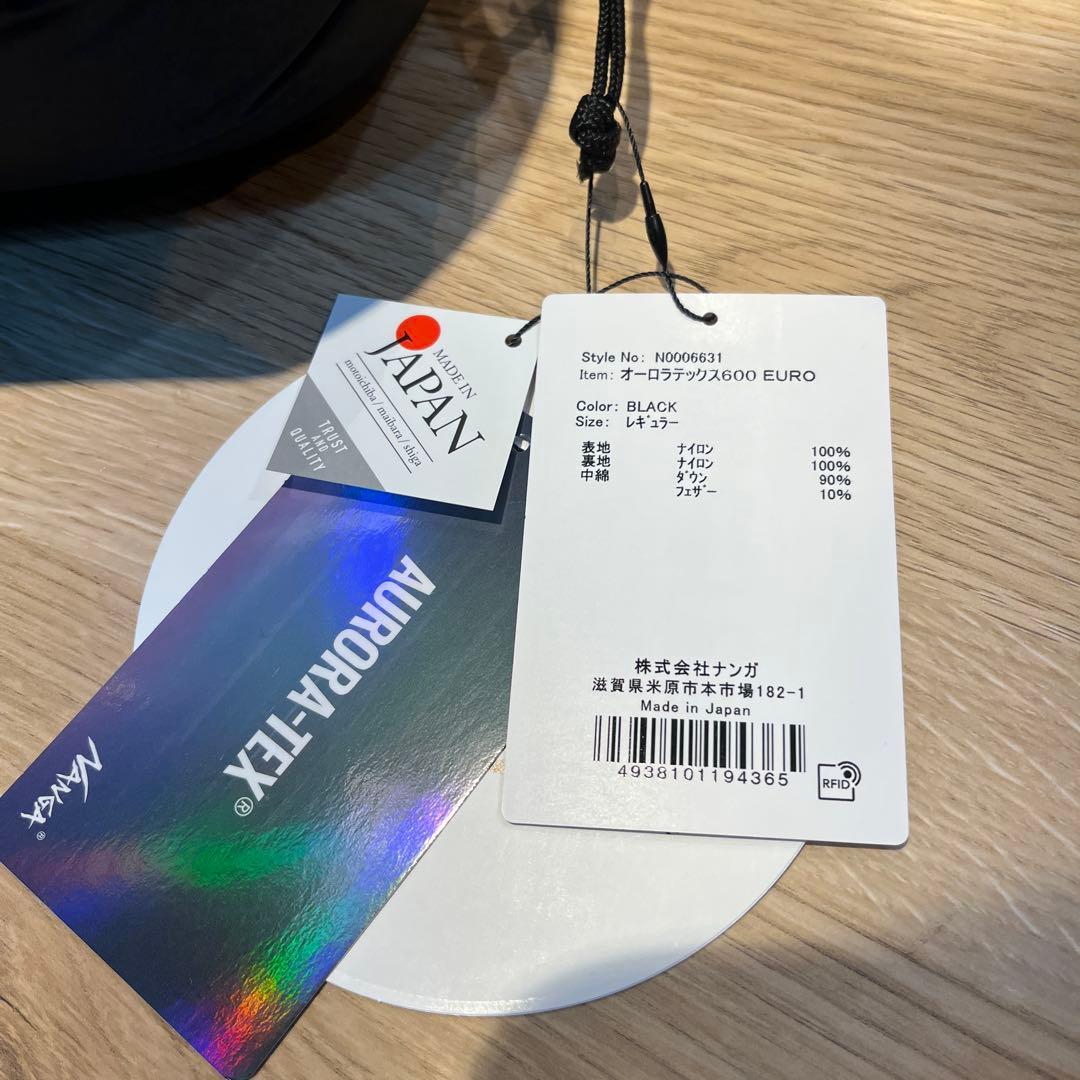 MADE IN
JAPAN
motoichiba / maibara / shiga
TRUST
AND
QUALITY
AURORA-TEX®
NANGA®
Style No: N0006631
Item: オーロラテックス600 EURO
Color: BLACK
Size: ﾚｷﾞｭﾗｰ
表地 ﾅｲﾛﾝ 100%
裏地 ﾅｲﾛﾝ 100%
中綿 ﾀﾞｳﾝ 90%
ﾌｪｻﾞｰ 10%
株式会社ナンガ
滋賀県米原市本市場182-1
Made in Japan
4938101194365
RFID